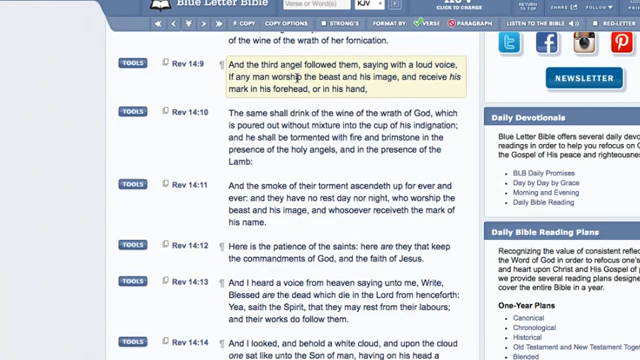 Blue Letter Bible
Verse or Word(s)
KJV
CLICK TO CHANGE
RETURN TO TOP
COPY
COPY OPTIONS
STRONG'S
FORMAT BY:
VERSE
PARAGRAPH
LISTEN TO THE BIBLE
RED-LETTER
of the wine of the wrath of her fornication.
TOOLS
Rev 14:9
¶ And the third angel followed them, saying with a loud voice,
If any man worship the beast and his image, and receive his
mark in his forehead, or in his hand,
TOOLS
Rev 14:10
The same shall drink of the wine of the wrath of God, which
is poured out without mixture into the cup of his indignation;
and he shall be tormented with fire and brimstone in the
presence of the holy angels, and in the presence of the
Lamb:
TOOLS
Rev 14:11
And the smoke of their torment ascendeth up for ever and
ever: and they have no rest day nor night, who worship the
beast and his image, and whosoever receiveth the mark of
his name.
TOOLS
Rev 14:12
¶ Here is the patience of the saints: here are they that keep
the commandments of God, and the faith of Jesus.
TOOLS
Rev 14:13
¶ And I heard a voice from heaven saying unto me, Write,
Blessed are the dead which die in the Lord from henceforth:
Yea, saith the Spirit, that they may rest from their labours;
and their works do follow them.
TOOLS
Rev 14:14
¶ And I looked, and behold a white cloud, and upon the cloud
one sat like unto the Son of man, having on his head a
NEWSLETTER
Daily Devotionals
Blue Letter Bible offers several daily devo
readings in order to help you refocus on C
the Gospel of His peace and righteousnes
BLB Daily Promises
Day by Day by Grace
Morning and Evening
Daily Bible Reading
Daily Bible Reading Plans
Recognizing the value of consistent reflec
the Word of God in order to refocus one's
and heart upon Christ and His Gospel of
we provide several reading plans designe
cover the entire Bible in a year.
One-Year Plans
Canonical
Chronological
Historical
Old Testament and New Testament Toget
Blended